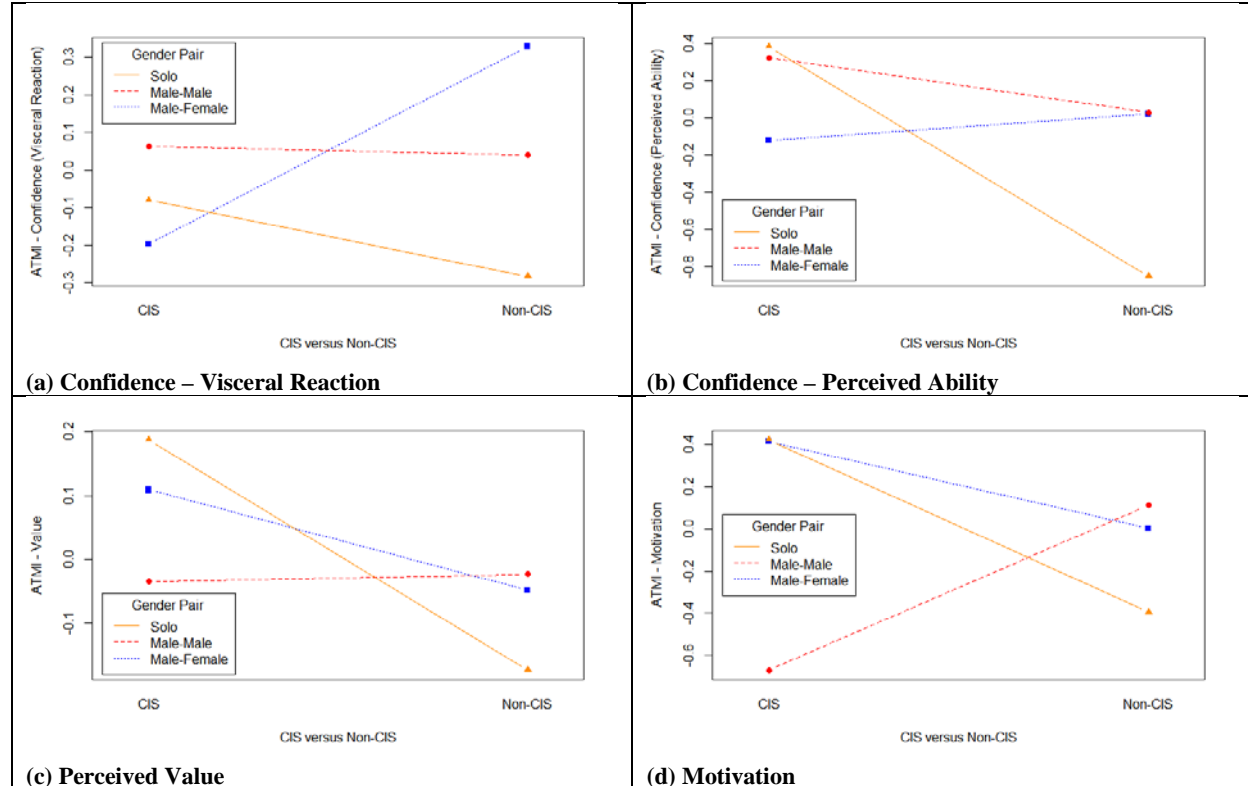 ATMI - Confidence (Visceral Reaction)
0.3
0.2
0.1
0.0
-0.1
-0.2
-0.3
Gender Pair
Solo
Male-Male
Male-Female
CIS
Non-CIS
CIS versus Non-CIS
(a) Confidence – Visceral Reaction
ATMI - Confidence (Perceived Ability)
0.4
0.2
0.0
-0.2
-0.4
-0.6
-0.8
Gender Pair
Solo
Male-Male
Male-Female
CIS
Non-CIS
CIS versus Non-CIS
(b) Confidence – Perceived Ability
ATMI - Value
0.2
0.1
0.0
-0.1
Gender Pair
Solo
Male-Male
Male-Female
CIS
Non-CIS
CIS versus Non-CIS
(c) Perceived Value
ATMI - Motivation
0.4
0.2
0.0
-0.2
-0.4
-0.6
Gender Pair
Solo
Male-Male
Male-Female
CIS
Non-CIS
CIS versus Non-CIS
(d) Motivation